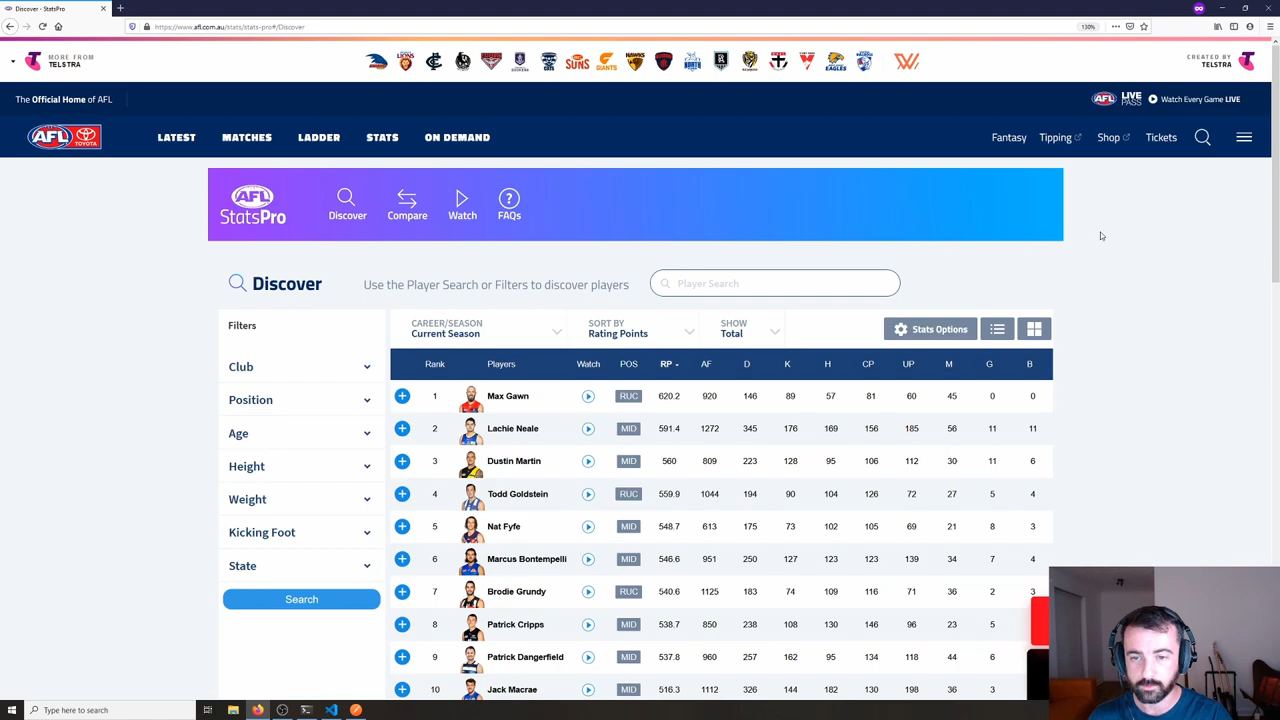 Discover - StatsPro
https://www.afl.com.au/stats/stats-pro#/Discover
130%
MORE FROM
TELSTRA
SUNS
GIANTS
HAWKS
NORTH
EAGLES
CREATED BY
TELSTRA
The Official Home of AFL
AFL LIVE PASS Watch Every Game LIVE
AFL TOYOTA LATEST MATCHES LADDER STATS ON DEMAND Fantasy Tipping Shop Tickets
AFL
StatsPro
Discover Compare Watch FAQs
Discover Use the Player Search or Filters to discover players Player Search
Filters
CAREER/SEASON SORT BY SHOW
Current Season Rating Points Total
Stats Options
Club
Position
Age
Height
Weight
Kicking Foot
State
Search
Rank Players Watch POS RP AF D K H CP UP M G B
1 Max Gawn RUC 620.2 920 146 89 57 81 60 45 0 0
2 Lachie Neale MID 591.4 1272 345 176 169 156 185 56 11 11
3 Dustin Martin MID 560 809 223 128 95 106 112 30 11 6
4 Todd Goldstein RUC 559.9 1044 194 90 104 126 72 27 5 4
5 Nat Fyfe MID 548.7 613 175 73 102 105 69 21 8 3
6 Marcus Bontempelli MID 546.6 951 250 127 123 123 139 34 7 4
7 Brodie Grundy RUC 540.6 1125 183 74 109 116 71 36 2 3
8 Patrick Cripps MID 538.7 850 238 108 130 146 96 23 5
9 Patrick Dangerfield MID 537.8 960 257 162 95 134 118 44 6
10 Jack Macrae MID 516.3 1112 326 144 182 130 198 36 3
Type here to search